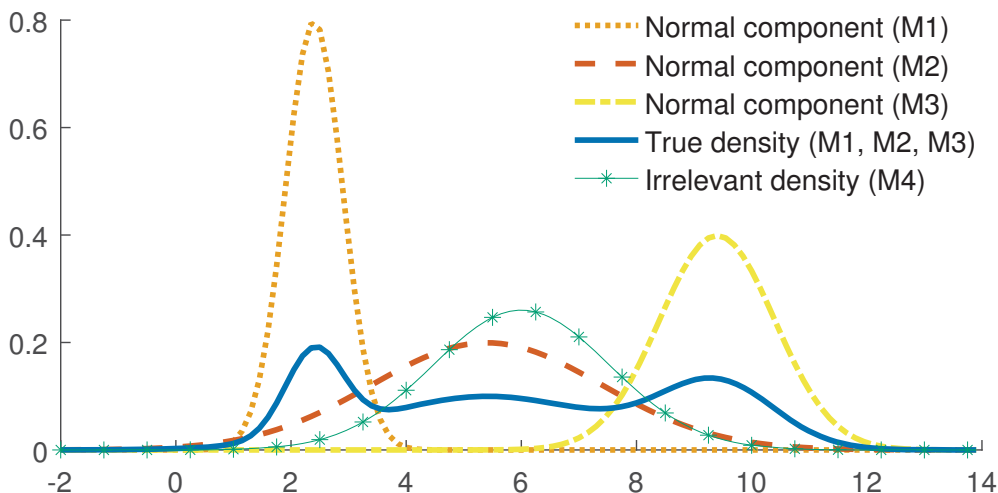 0.8
0.6
0.4
0.2
0
-2 0 2 4 6 8 10 12 14
Normal component (M1)
Normal component (M2)
Normal component (M3)
True density (M1, M2, M3)
Irrelevant density (M4)